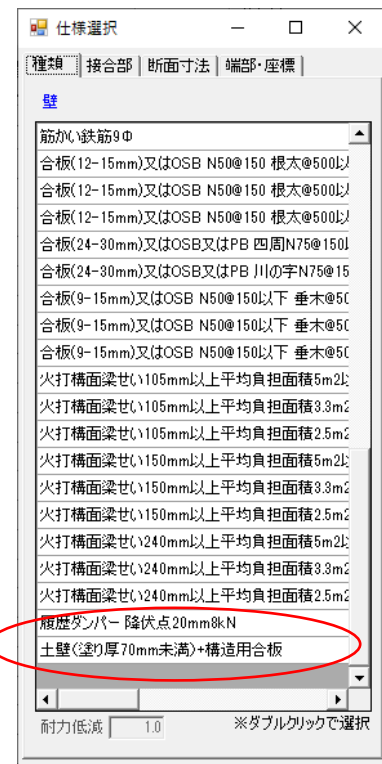 仕様選択
種類 接合部 断面寸法 端部・座標
壁
筋かい鉄筋9Φ
合板(12-15mm)又はOSB N50@150 根太@500以
合板(12-15mm)又はOSB N50@150 根太@500以
合板(12-15mm)又はOSB N50@150 根太@500以
合板(24-30mm)又はOSB又はPB 四周N75@150
合板(24-30mm)又はOSB又はPB 川の字N75@15
合板(9-15mm)又はOSB N50@150以下 垂木@50
合板(9-15mm)又はOSB N50@150以下 垂木@50
合板(9-15mm)又はOSB N50@150以下 垂木@50
火打構面梁せい105mm以上平均負担面積5m2以
火打構面梁せい105mm以上平均負担面積3.3m2
火打構面梁せい105mm以上平均負担面積2.5m2
火打構面梁せい150mm以上平均負担面積5m2以
火打構面梁せい150mm以上平均負担面積3.3m2
火打構面梁せい150mm以上平均負担面積2.5m2
火打構面梁せい240mm以上平均負担面積5m2以
火打構面梁せい240mm以上平均負担面積3.3m2
火打構面梁せい240mm以上平均負担面積2.5m2
履歴ダンパー 降伏点20mm8kN
土壁(塗り厚70mm未満)+構造用合板
耐力低減 1.0 ※ダブルクリックで選択